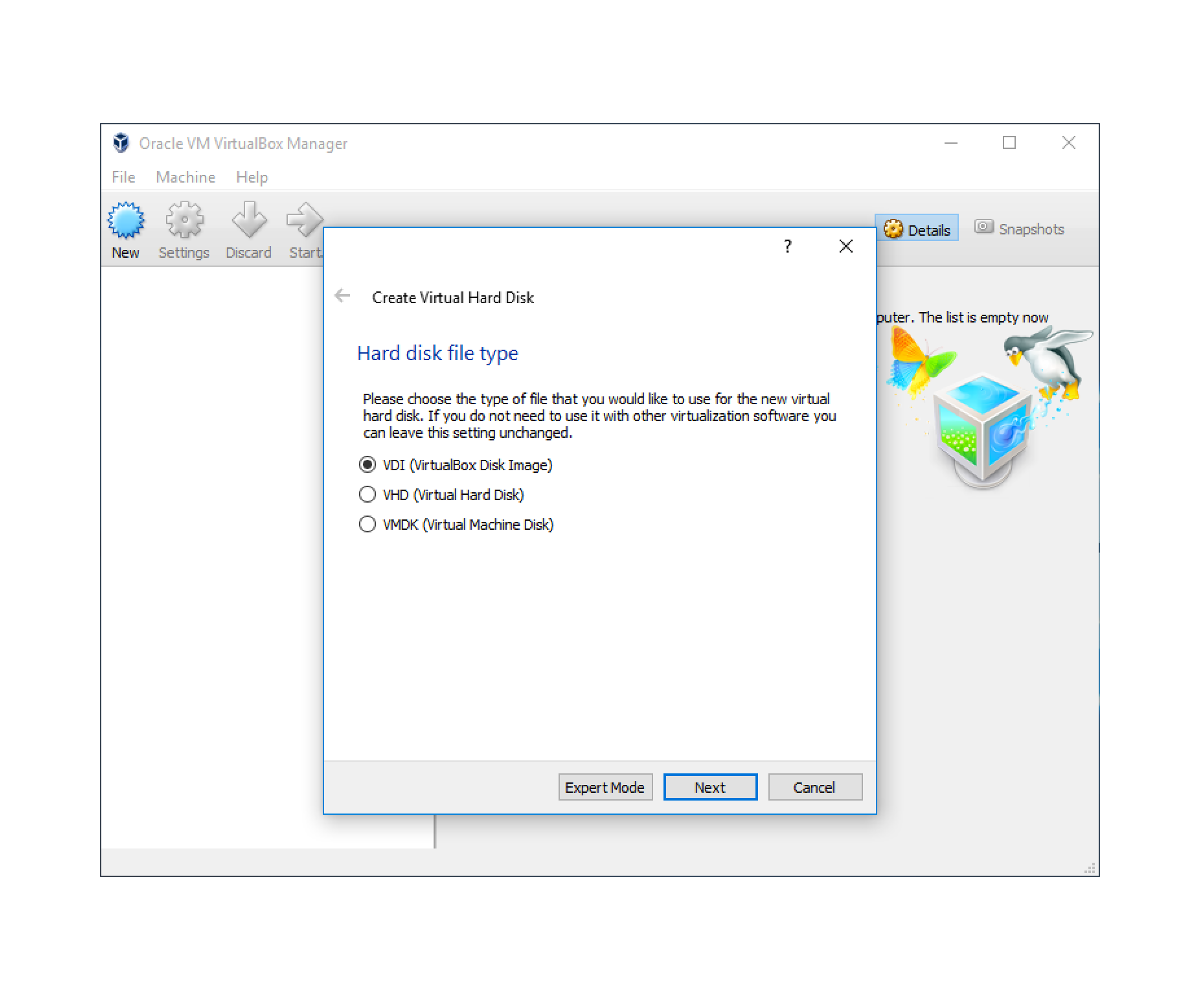 Oracle VM VirtualBox Manager
File Machine Help
New Settings Discard Start
Details Snapshots
?
Create Virtual Hard Disk
puter. The list is empty now
Hard disk file type
Please choose the type of file that you would like to use for the new virtual
hard disk. If you do not need to use it with other virtualization software you
can leave this setting unchanged.
VDI (VirtualBox Disk Image)
VHD (Virtual Hard Disk)
VMDK (Virtual Machine Disk)
Expert Mode Next Cancel